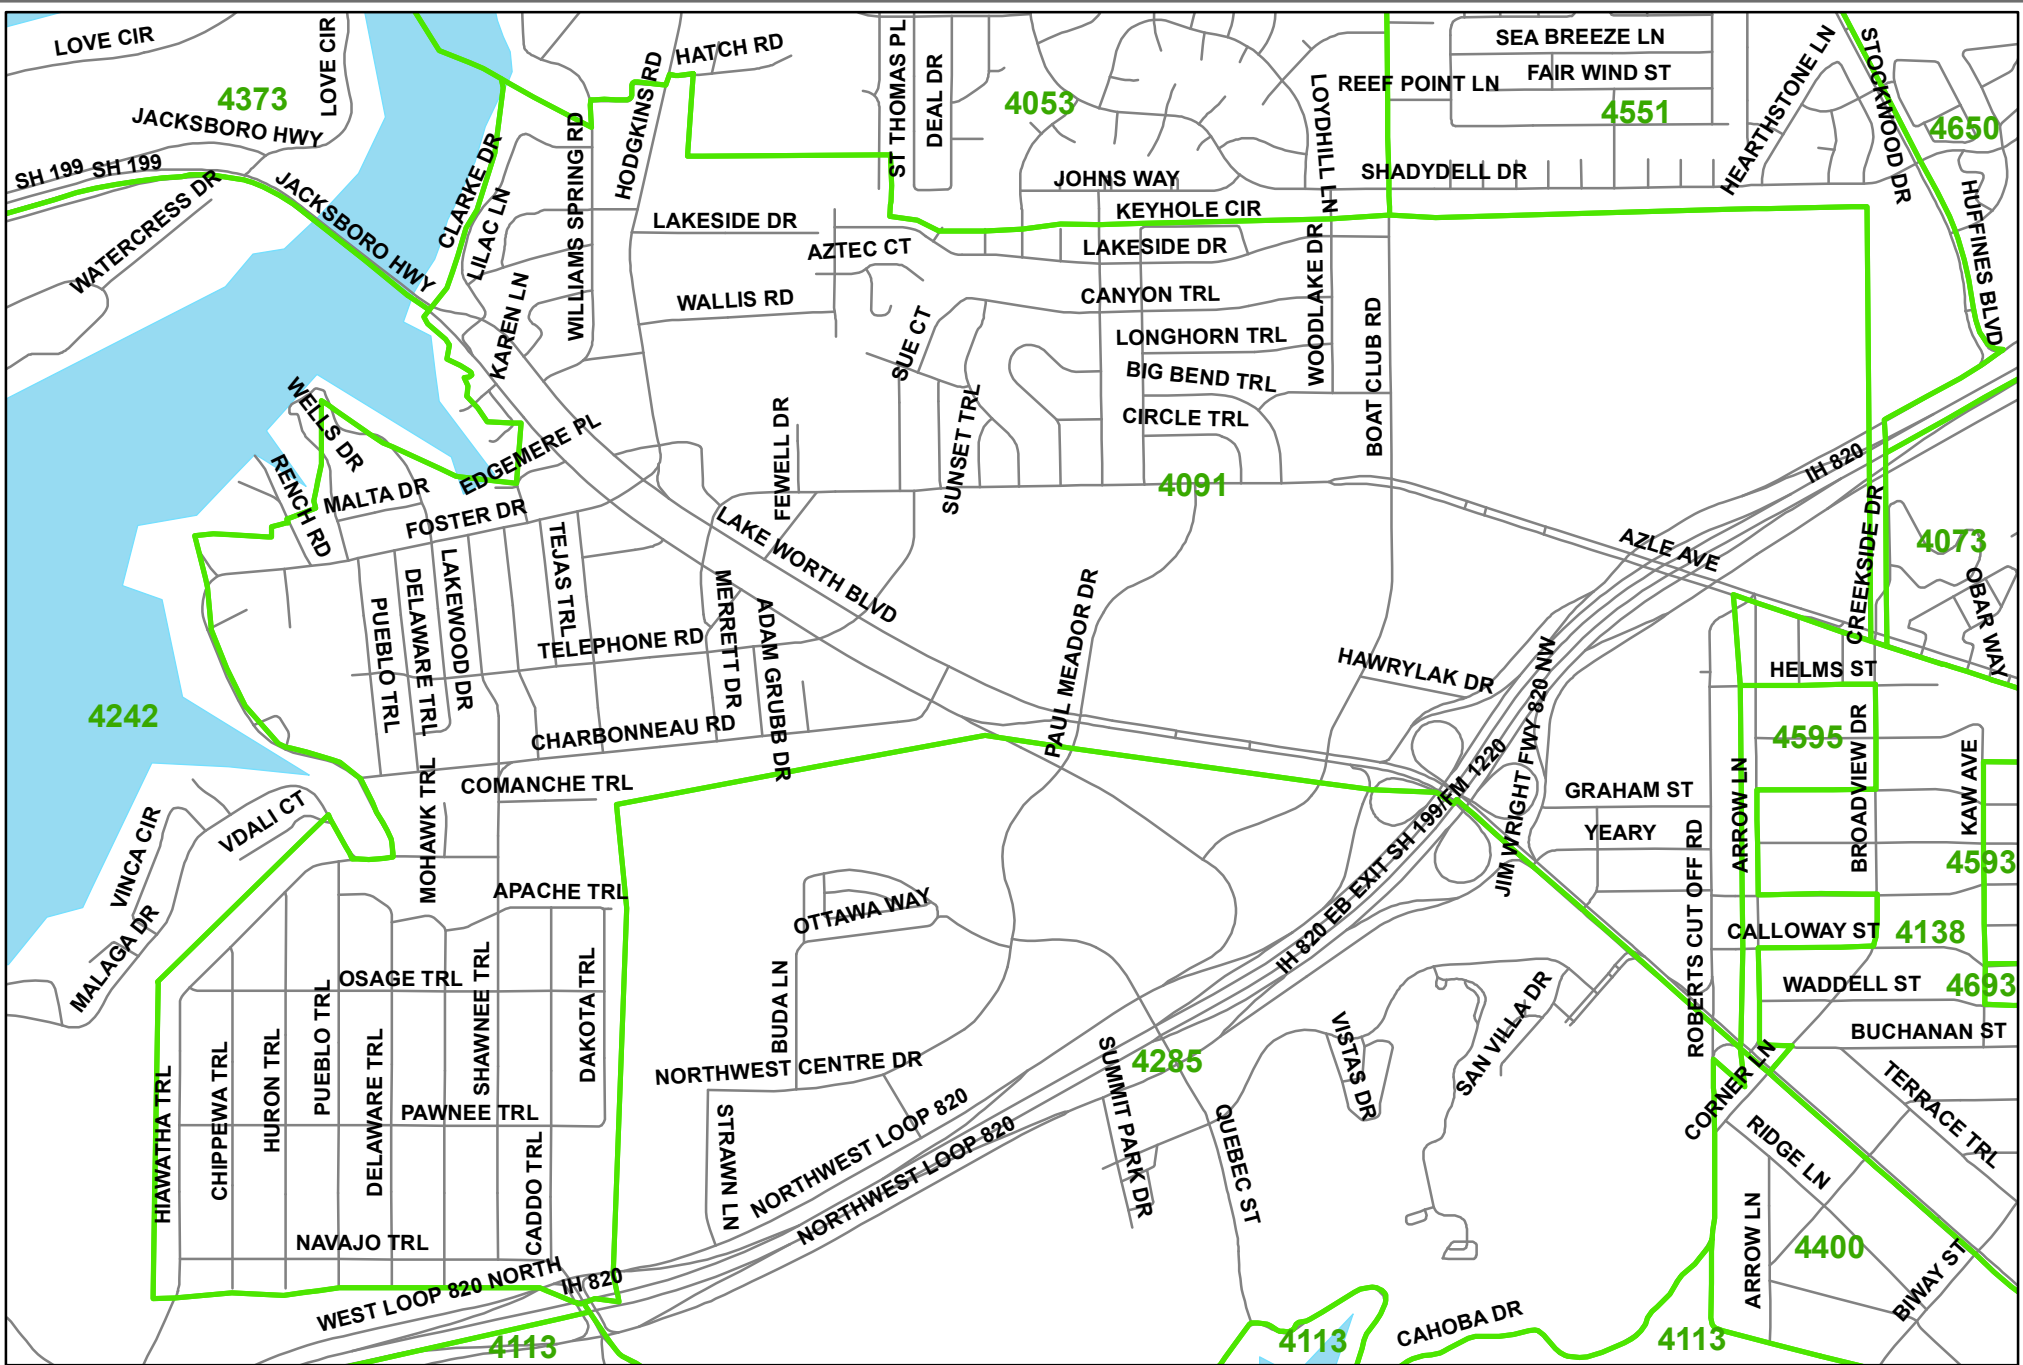 LOVE CIR
LOVE CIR
HATCH RD
ST THOMAS PL
DEAL DR
SEA BREEZE LN
FAIR WIND ST
REEF POINT LN
HEARTHSTONE LN
STOCKWOOD DR
4373
4053
4551
4650
JACKSBORO HWY
SH 199
SH 199
JACKSBORO HWY
WATERCRESS DR
CLARKE DR
LILAC LN
WILLIAMS SPRING RD
HODGKINS RD
LOYDHILL LN
SHADYDELL DR
HUFFINES BLVD
JOHNS WAY
KEYHOLE CIR
LAKESIDE DR
AZTEC CT
LAKESIDE DR
WALLIS RD
CANYON TRL
WOODLAKE DR
BOAT CLUB RD
KAREN LN
SUE CT
LONGHORN TRL
BIG BEND TRL
CIRCLE TRL
WELLS DR
EDGEMERE PL
FEWELL DR
SUNSET TRL
4091
IH 820
RENCH RD
MALTA DR
FOSTER DR
TEJAS TRL
LAKE WORTH BLVD
AZLE AVE
CREEKSIDE DR
4073
OBAR WAY
PUEBLO TRL
DELAWARE TRL
LAKEWOOD DR
TELEPHONE RD
MERRETT DR
ADAM GRUBB DR
PAUL MEADOR DR
HAWRYLAK DR
JIM WRIGHT FWY 820 NW
HELMS ST
4242
CHARBONNEAU RD
COMANCHE TRL
MOHAWK TRL
4595
BROADVIEW DR
KAW AVE
ARROW LN
GRAHAM ST
YEARY
IH 820 EB EXIT SH 199/FM 1220
ROBERTS CUT OFF RD
4593
VDALI CT
VINCA CIR
MALAGA DR
APACHE TRL
OTTAWA WAY
CALLOWAY ST
4138
OSAGE TRL
SHAWNEE TRL
DAKOTA TRL
BUDA LN
WADDELL ST
4693
BUCHANAN ST
HIAWATHA TRL
CHIPPEWA TRL
HURON TRL
PUEBLO TRL
DELAWARE TRL
PAWNEE TRL
NORTHWEST CENTRE DR
4285
SUMMIT PARK DR
VISTAS DR
SAN VILLA DR
CORNER LN
TERRACE TRL
RIDGE LN
STRAWN LN
NORTHWEST LOOP 820
NORTHWEST LOOP 820
QUEBEC ST
CADDO TRL
NAVAJO TRL
ARROW LN
4400
BIWAY ST
WEST LOOP 820 NORTH
IH 820
4113
4113
CAHOBA DR
4113